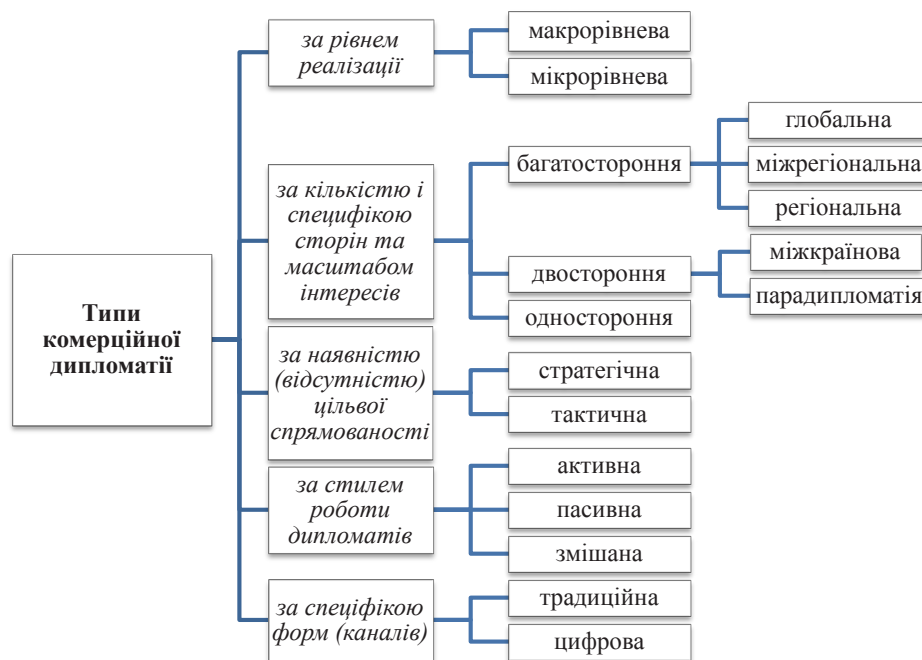 Типи
комерційної
дипломатії
за рівнем
реалізації
макрорівнева
мікрорівнева
за кількістю і
специфікою
сторін та
масштабом
інтересів
багатостороння
глобальна
міжрегіональна
регіональна
двостороння
міжкраїнова
парадипломатія
одностороння
за наявністю
(відсутністю)
цільвої
спрямованості
стратегічна
тактична
за стилем
роботи
дипломатів
активна
пасивна
змішана
за спеціфікою
форм (каналів)
традиційна
цифрова